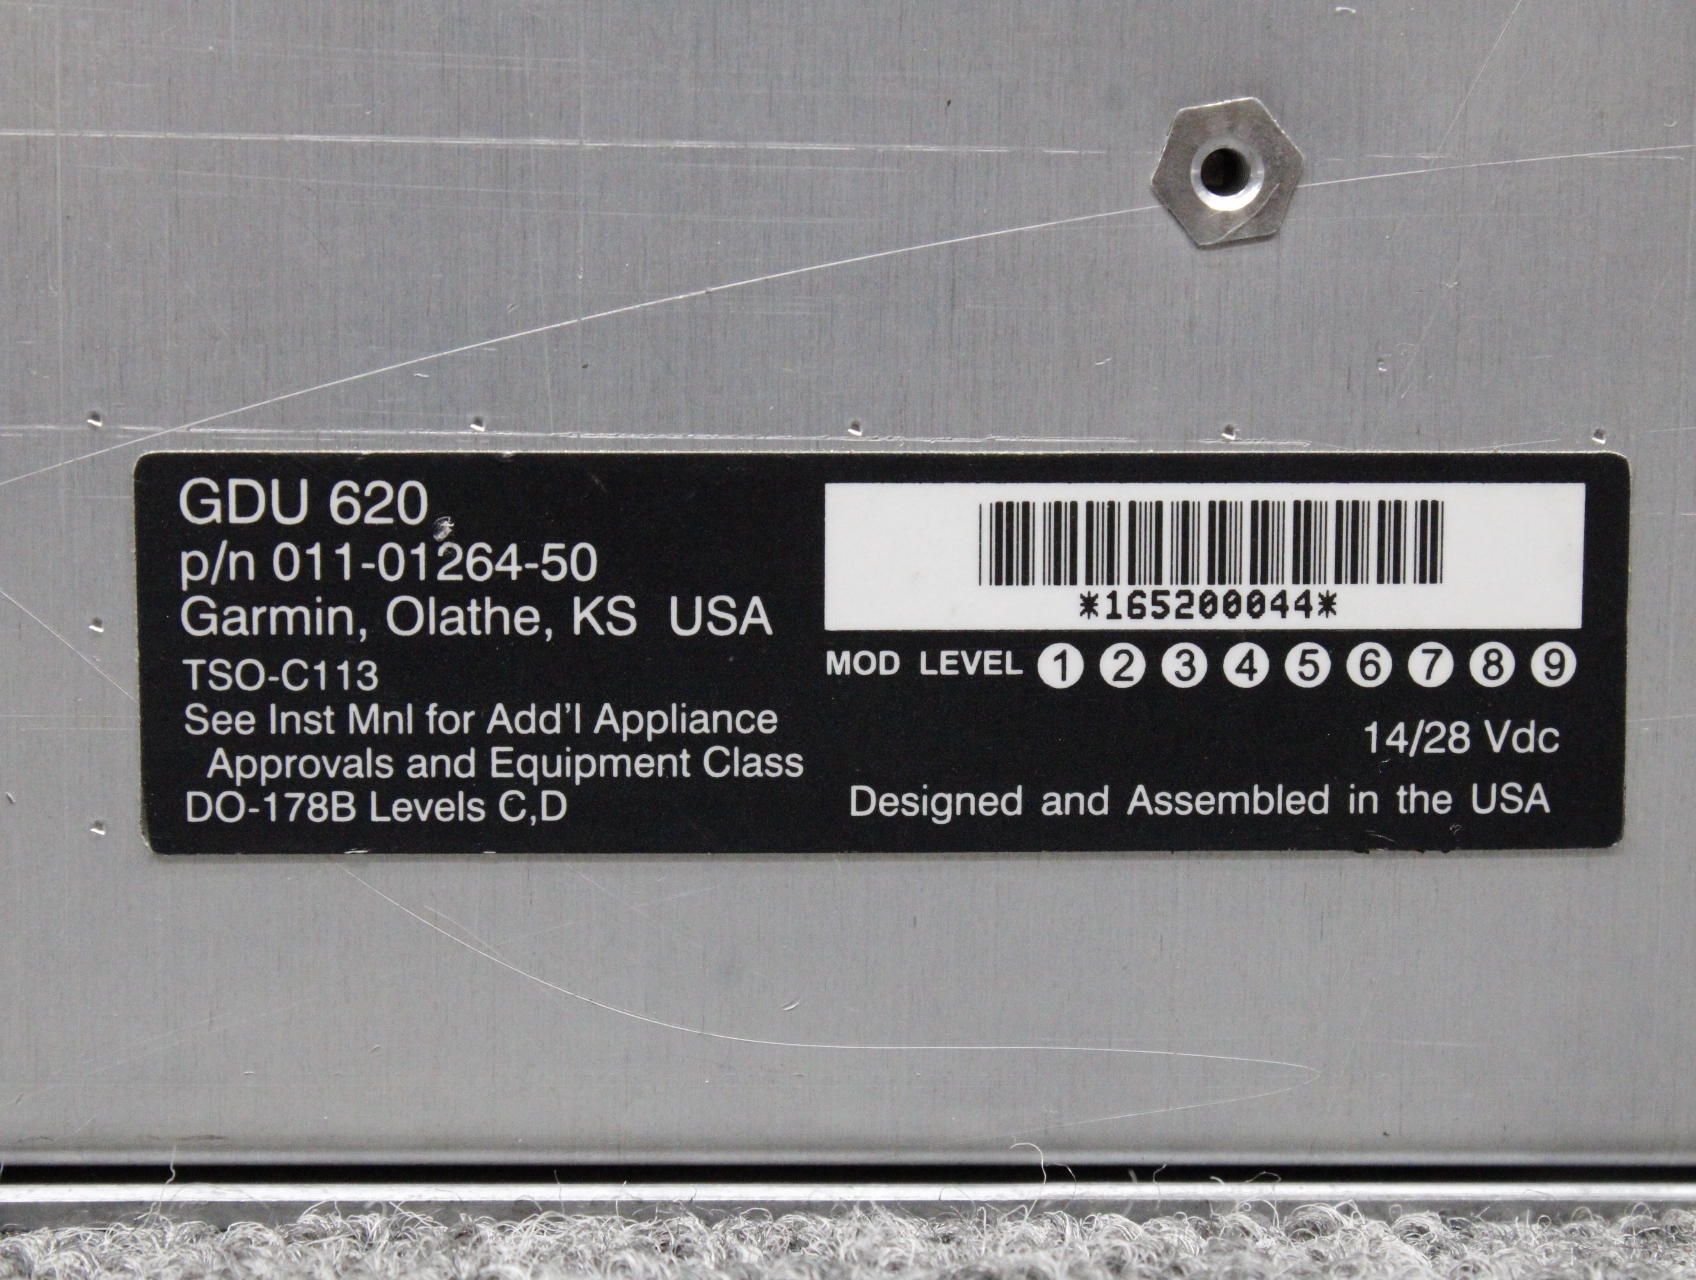 GDU 620
p/n 011-01264-50
Garmin, Olathe, KS USA
TSO-C113
See Inst Mnl for Add'l Appliance
Approvals and Equipment Class
DO-178B Levels C,D
*165200044*
MOD LEVEL 1 2 3 4 5 6 7 8 9
14/28 Vdc
Designed and Assembled in the USA